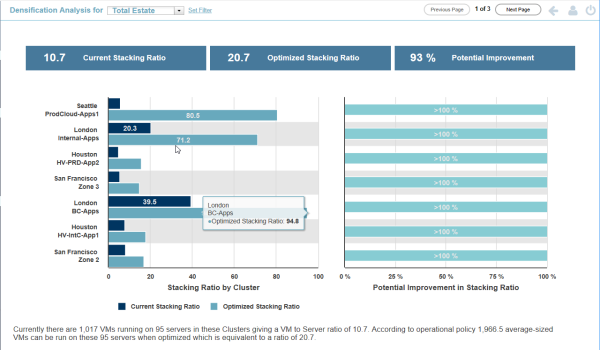 Densification Analysis for Total Estate Set Filter Previous Page 1 of 3 Next Page
10.7 Current Stacking Ratio 20.7 Optimized Stacking Ratio 93 % Potential Improvement
Seattle
ProdCloud-Apps1
80.5
>100 %
London
Internal-Apps
20.3
71.2
>100 %
Houston
HV-PRD-App2
>100 %
San Francisco
Zone 3
>100 %
London
BC-Apps
39.5
London
BC-Apps
Optimized Stacking Ratio: 94.8
>100 %
Houston
HV-IntC-App1
>100 %
San Francisco
Zone 2
>100 %
0 20 40 60 80 100
0 % 25 % 50 % 75 % 100 %
Stacking Ratio by Cluster
Potential Improvement in Stacking Ratio
Current Stacking Ratio Optimized Stacking Ratio
Currently there are 1,017 VMs running on 95 servers in these Clusters giving a VM to Server ratio of 10.7. According to operational policy 1,966.5 average-sized
VMs can be run on these 95 servers when optimized which is equivalent to a ratio of 20.7.